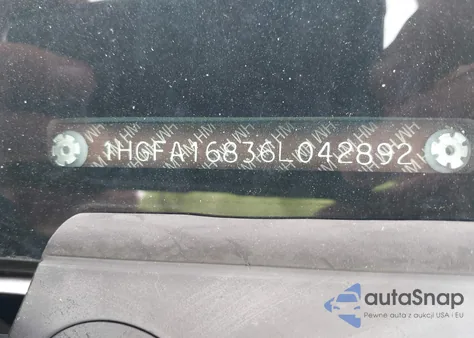 1HGFA16836L042892
autoSnap
Pewne auta z aukcji USA i EU